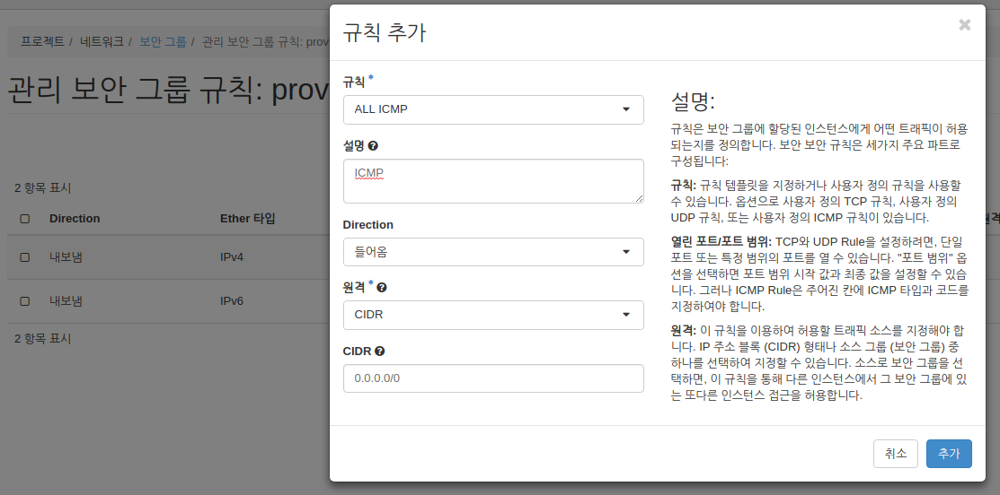 규칙 추가
×
프로젝트 / 네트워크 / 보안 그룹 / 관리 보안 그룹 규칙: prov
관리 보안 그룹 규칙: prov
2 항목 표시
Direction
Ether 타입
원격
내보냄
IPv4
내보냄
IPv6
2 항목 표시
규칙 *
ALL ICMP
설명
ICMP
Direction
들어옴
원격 *
CIDR
CIDR
0.0.0.0/0
설명:
규칙은 보안 그룹에 할당된 인스턴스에게 어떤 트래픽이 허용
되는지를 정의합니다. 보안 보안 규칙은 세가지 주요 파트로
구성됩니다:
규칙: 규칙 템플릿을 지정하거나 사용자 정의 규칙을 사용할
수 있습니다. 옵션으로 사용자 정의 TCP 규칙, 사용자 정의
UDP 규칙, 또는 사용자 정의 ICMP 규칙이 있습니다.
열린 포트/포트 범위: TCP와 UDP Rule을 설정하려면, 단일
포트 또는 특정 범위의 포트를 열 수 있습니다. "포트 범위" 옵
션을 선택하면 포트 범위 시작 값과 최종 값을 설정할 수 있습
니다. 그러나 ICMP Rule은 주어진 칸에 ICMP 타입과 코드를
지정하여야 합니다.
원격: 이 규칙을 이용하여 허용할 트래픽 소스를 지정해야 합
니다. IP 주소 블록 (CIDR) 형태나 소스 그룹 (보안 그룹) 중
하나를 선택하여 지정할 수 있습니다. 소스로 보안 그룹을 선
택하면, 이 규칙을 통해 다른 인스턴스에서 그 보안 그룹에 있
는 또다른 인스턴스 접근을 허용합니다.
취소
추가